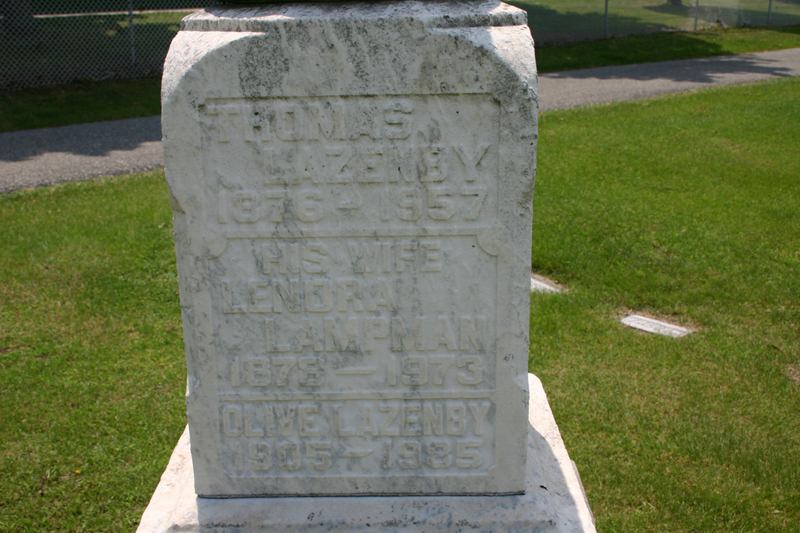 THOMAS
LAZENBY
1876 - 1957
HIS WIFE
LENORA
LAMPMAN
1878 - 1973
OLIVE LAZENBY
1905 - 1985